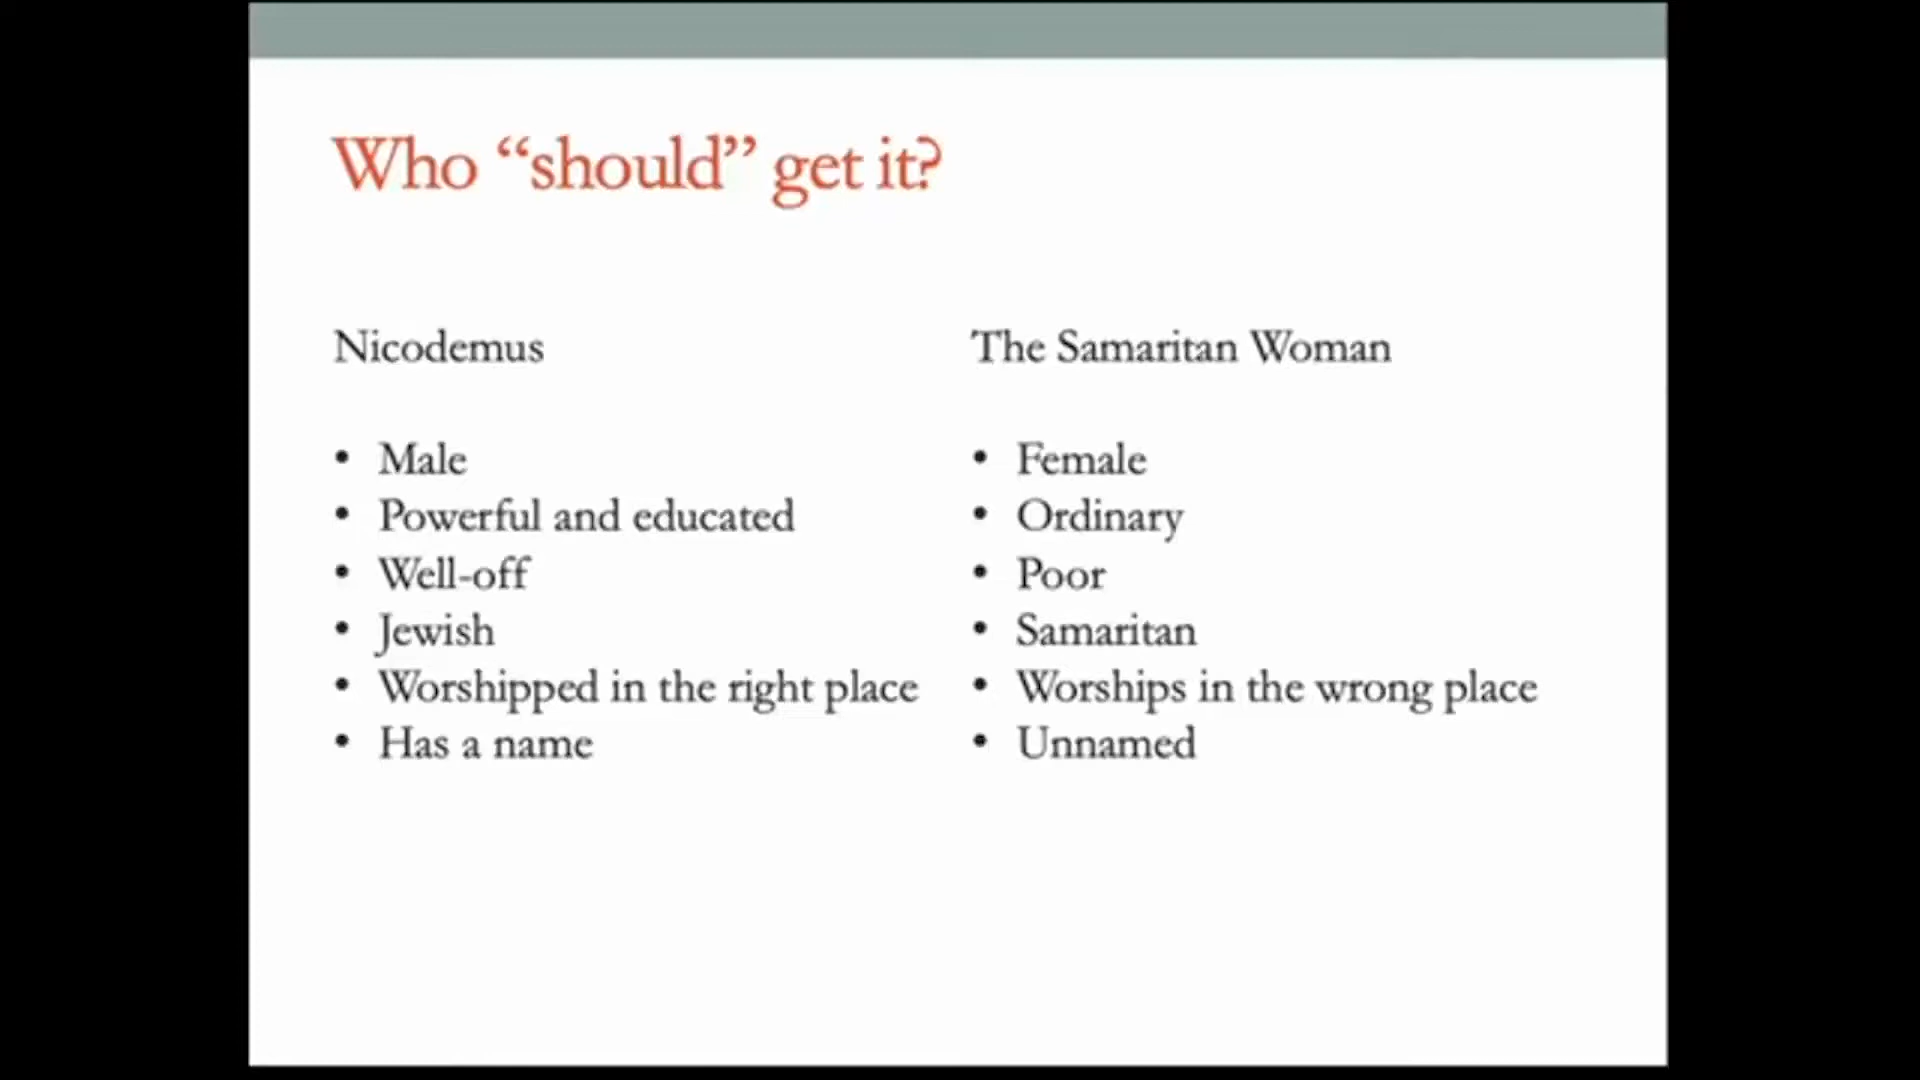 Who “should” get it?
Nicodemus
• Male
• Powerful and educated
• Well-off
• Jewish
• Worshipped in the right place
• Has a name
The Samaritan Woman
• Female
• Ordinary
• Poor
• Samaritan
• Worships in the wrong place
• Unnamed